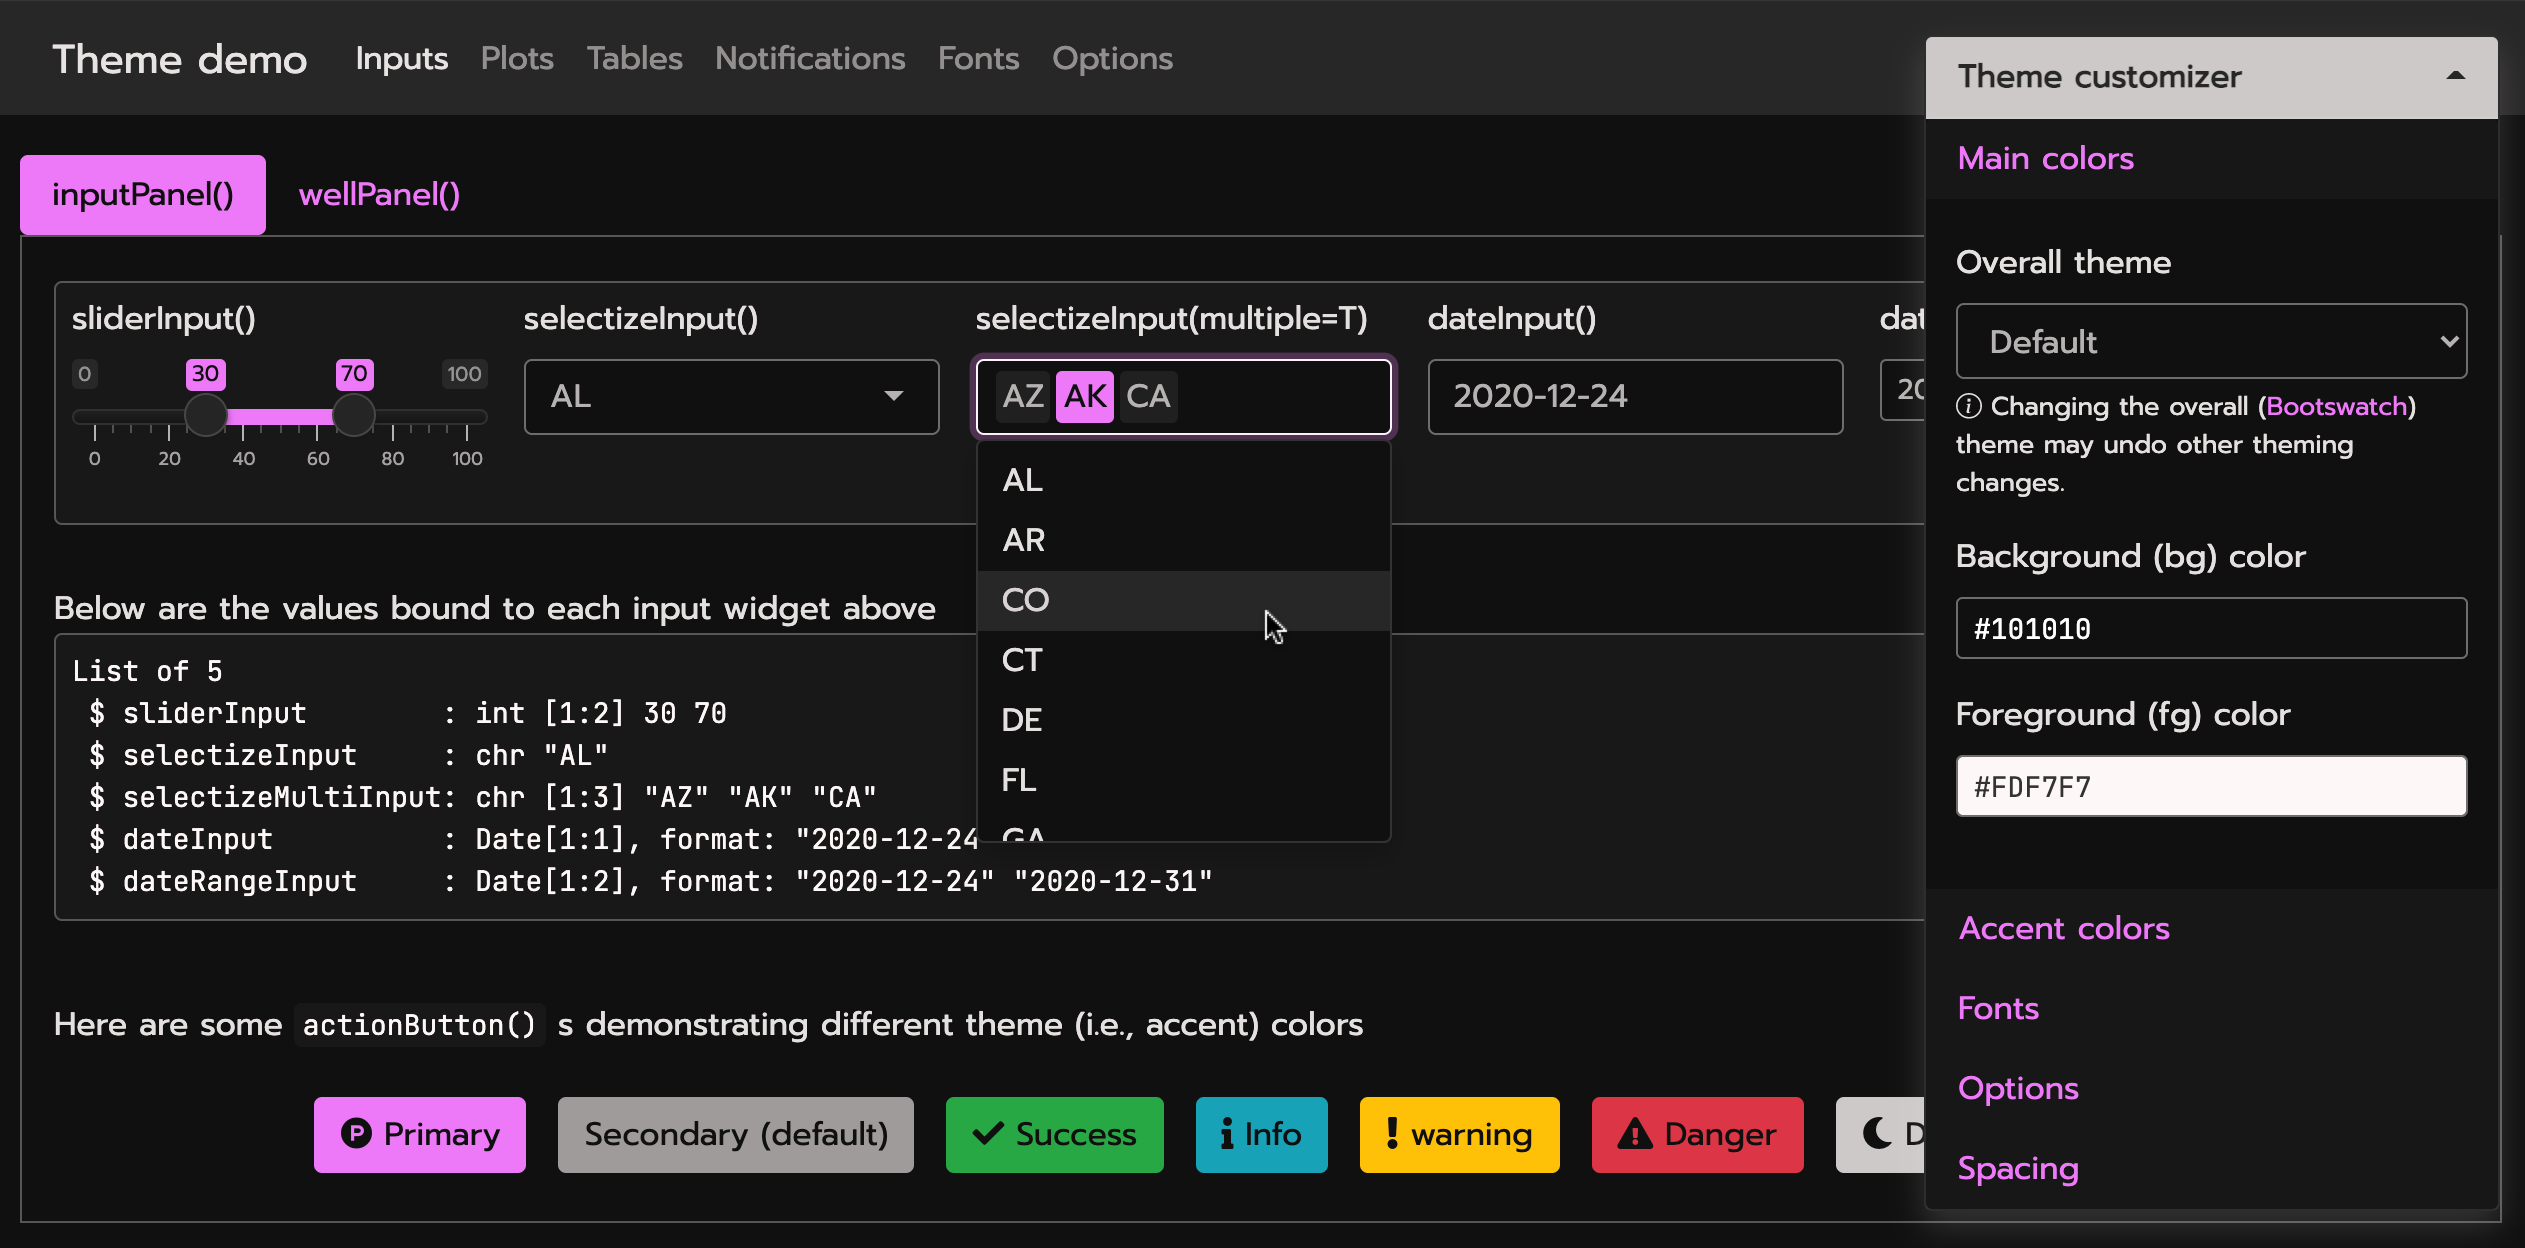 Theme demo Inputs Plots Tables Notifications Fonts Options
Theme customizer
inputPanel() wellPanel()
sliderInput()
0 30 70 100
0 20 40 60 80 100
selectizeInput()
AL
selectizeInput(multiple=T)
AZ AK CA
AL
AR
CO
CT
DE
FL
GA
dateInput()
2020-12-24
dat
20
Below are the values bound to each input widget above
List of 5
$ sliderInput : int [1:2] 30 70
$ selectizeInput : chr "AL"
$ selectizeMultiInput: chr [1:3] "AZ" "AK" "CA"
$ dateInput : Date[1:1], format: "2020-12-24
$ dateRangeInput : Date[1:2], format: "2020-12-24" "2020-12-31"
Here are some actionButton() s demonstrating different theme (i.e., accent) colors
P Primary Secondary (default) Success Info warning Danger D
Main colors
Overall theme
Default
Changing the overall (Bootswatch)
theme may undo other theming
changes.
Background (bg) color
#101010
Foreground (fg) color
#FDF7F7
Accent colors
Fonts
Options
Spacing